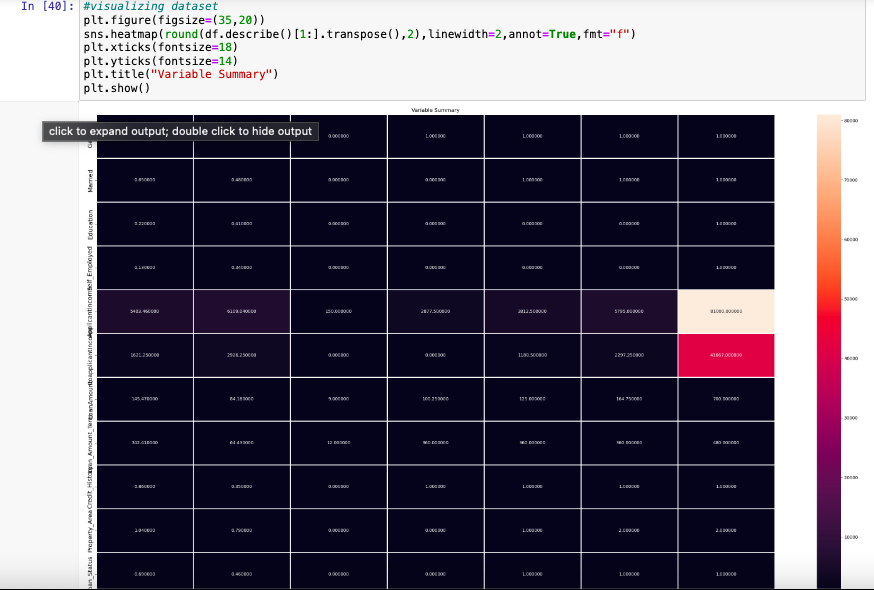 In [40]: #visualizing dataset
plt.figure(figsize=(35,20))
sns.heatmap(round(df.describe()[1:].transpose(),2),linewidth=2,annot=True,fmt="f")
plt.xticks(fontsize=18)
plt.yticks(fontsize=14)
plt.title("Variable Summary")
plt.show()
Variable Summary
click to expand output; double click to hide output
0.000000 1.000000 1.000000 1.000000 1.000000
Married 0.650000 0.480000 0.000000 0.000000 1.000000 1.000000 1.000000
Education 0.220000 0.410000 0.000000 0.000000 0.000000 0.000000 1.000000
Self_Employed 0.130000 0.340000 0.000000 0.000000 0.000000 0.000000 1.000000
ApplicantIncome 5403.460000 6109.040000 150.000000 2877.500000 3812.500000 5795.000000 81000.000000
CoapplicantIncome 1621.250000 2926.250000 0.000000 0.000000 1188.500000 2297.250000 41667.000000
LoanAmount 84.180000 9.000000 100.250000 125.000000 164.750000 700.000000
Loan_Amount_Term 342.410000 64.430000 12.000000 360.000000 360.000000 360.000000 480.000000
Credit_History 0.350000 0.000000 1.000000 1.000000 1.000000 1.000000
Property_Area 1.040000 0.790000 0.000000 0.000000 1.000000 2.000000 2.000000
an_Status 0.690000 0.460000 0.000000 0.000000 1.000000 1.000000 1.000000
80000
70000
60000
50000
40000
30000
20000
10000